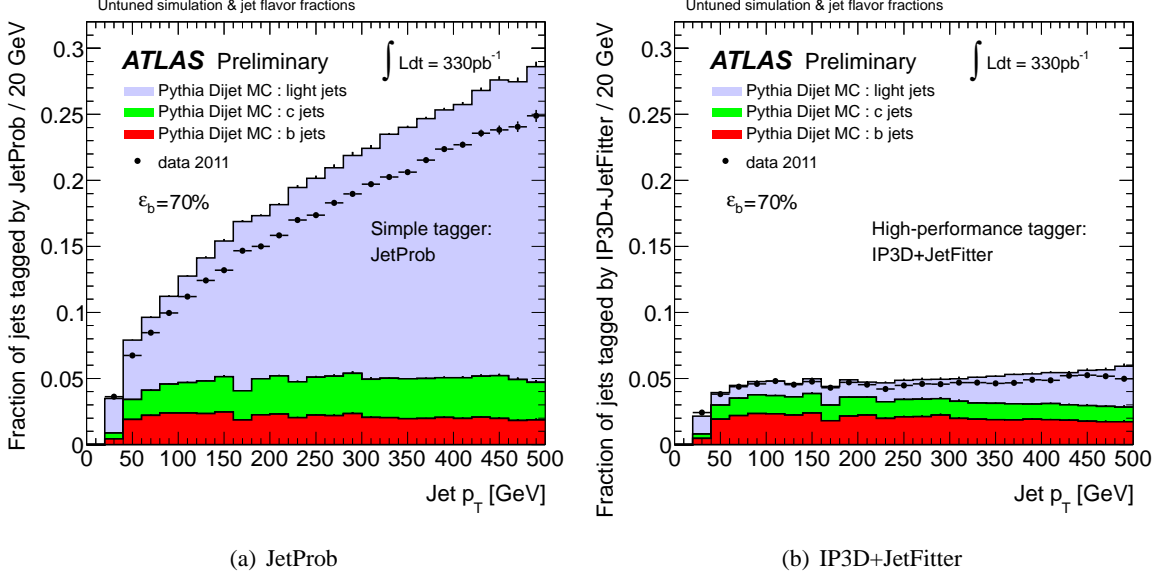 Untuned simulation & jet flavor fractions
Fraction of jets tagged by JetProb / 20 GeV
0.3
0.25
0.2
0.15
0.1
0.05
0
ATLAS Preliminary
∫ Ldt = 330pb⁻¹
Pythia Dijet MC : light jets
Pythia Dijet MC : c jets
Pythia Dijet MC : b jets
data 2011
ε_b=70%
Simple tagger:
JetProb
0 50 100 150 200 250 300 350 400 450 500
Jet p_T [GeV]
(a) JetProb
Untuned simulation & jet flavor fractions
Fraction of jets tagged by IP3D+JetFitter / 20 GeV
0.3
0.25
0.2
0.15
0.1
0.05
0
ATLAS Preliminary
∫ Ldt = 330pb⁻¹
Pythia Dijet MC : light jets
Pythia Dijet MC : c jets
Pythia Dijet MC : b jets
data 2011
ε_b=70%
High-performance tagger:
IP3D+JetFitter
0 50 100 150 200 250 300 350 400 450 500
Jet p_T [GeV]
(b) IP3D+JetFitter